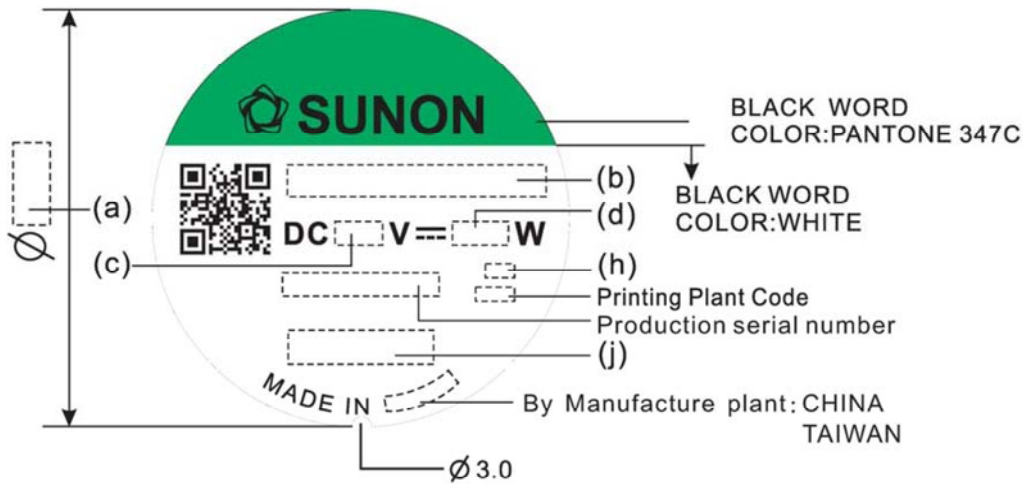 SUNON
BLACK WORD
COLOR:PANTONE 347C
BLACK WORD
COLOR:WHITE
(a)
Ø
(b)
DC V⎓ W
(d)
(c)
(h)
Printing Plant Code
Production serial number
(j)
MADE IN
By Manufacture plant: CHINA
TAIWAN
Ø 3.0